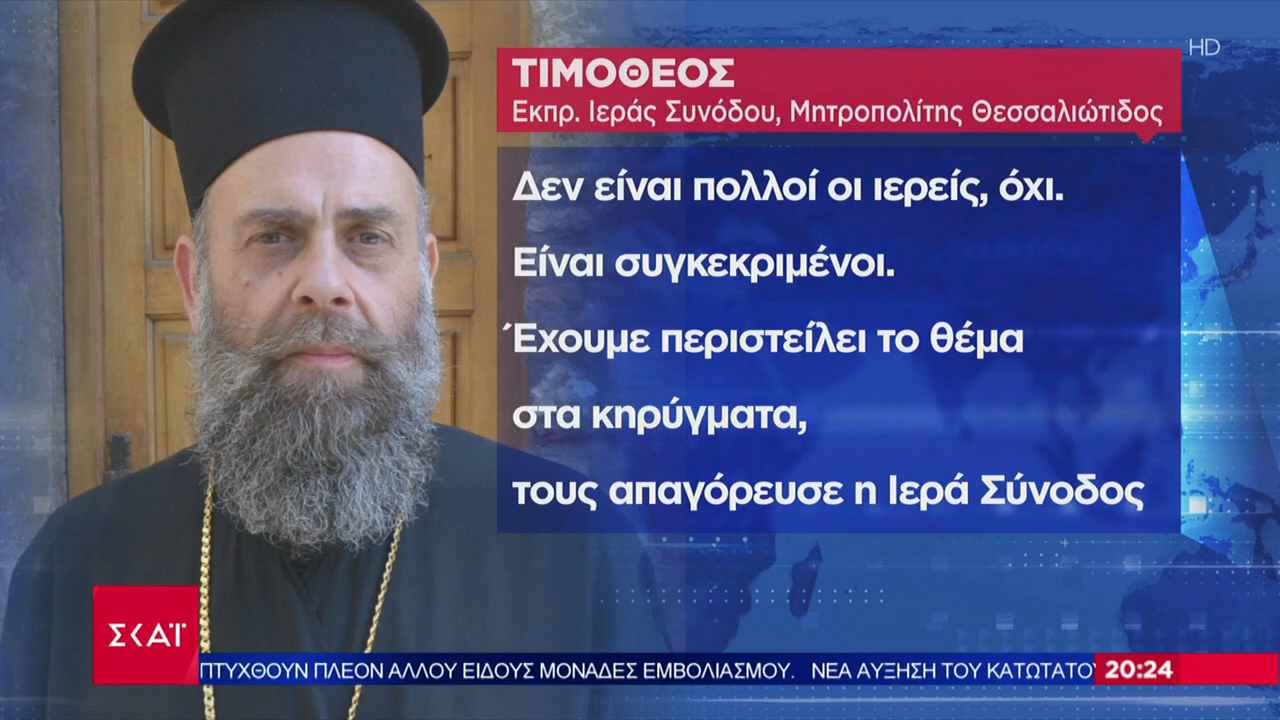 HD
ΤΙΜΟΘΕΟΣ
Εκπρ. Ιεράς Συνόδου, Μητροπολίτης Θεσσαλιώτιδος
Δεν είναι πολλοί οι ιερείς, όχι.
Είναι συγκεκριμένοι.
Έχουμε περιστείλει το θέμα
στα κηρύγματα,
τους απαγόρευσε η Ιερά Σύνοδος
ΣΚΑΪ
ΠΤΥΧΘΟΥΝ ΠΛΕΟΝ ΑΛΛΟΥ ΕΙΔΟΥΣ ΜΟΝΑΔΕΣ ΕΜΒΟΛΙΑΣΜΟΥ. ΝΕΑ ΑΥΞΗΣΗ ΤΟΥ ΚΑΤΩΤΑΤΟΥ 20:24